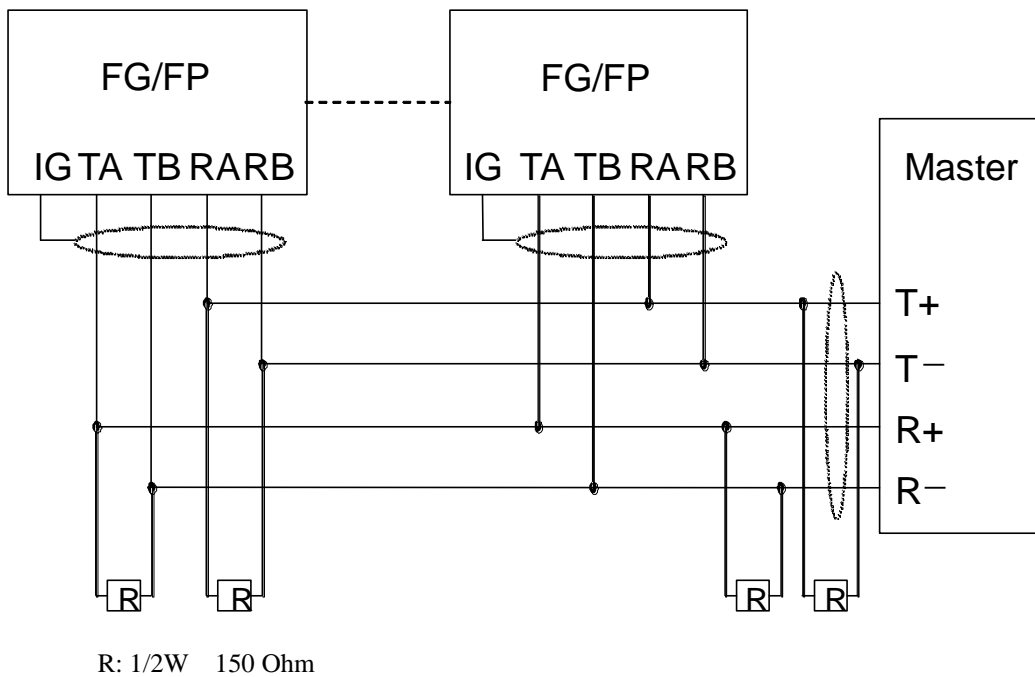 FG/FP
FG/FP
IG TA TB RA RB
IG TA TB RA RB
Master
T+
T−
R+
R−
R R R R
R: 1/2W 150 Ohm